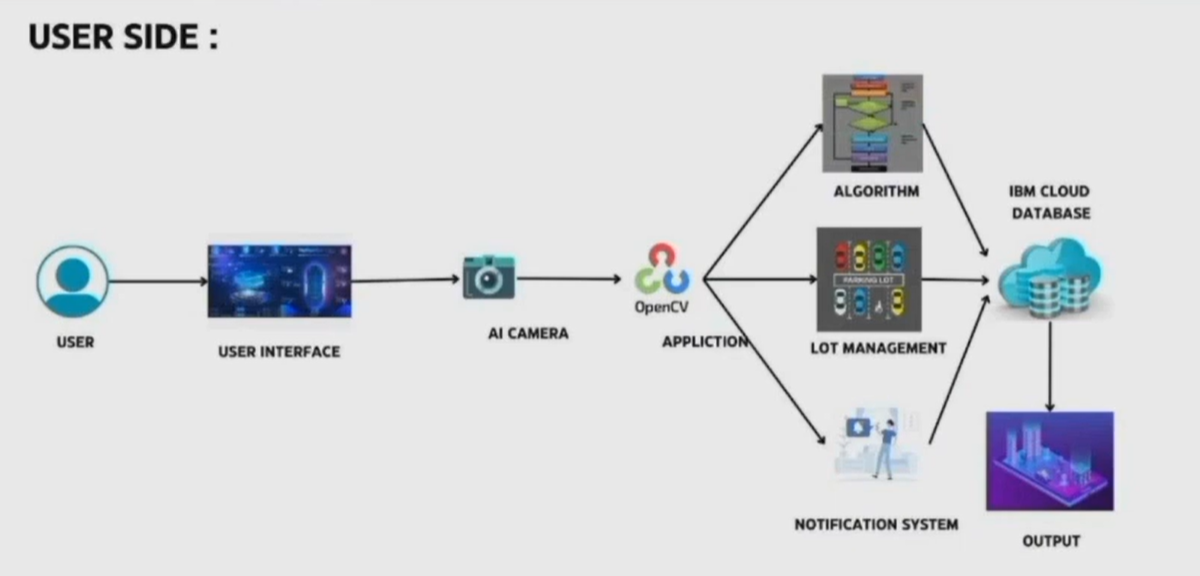 USER SIDE :
USER
USER INTERFACE
AI CAMERA
OpenCV
APPLICTION
ALGORITHM
PARKING LOT
LOT MANAGEMENT
NOTIFICATION SYSTEM
IBM CLOUD
DATABASE
OUTPUT